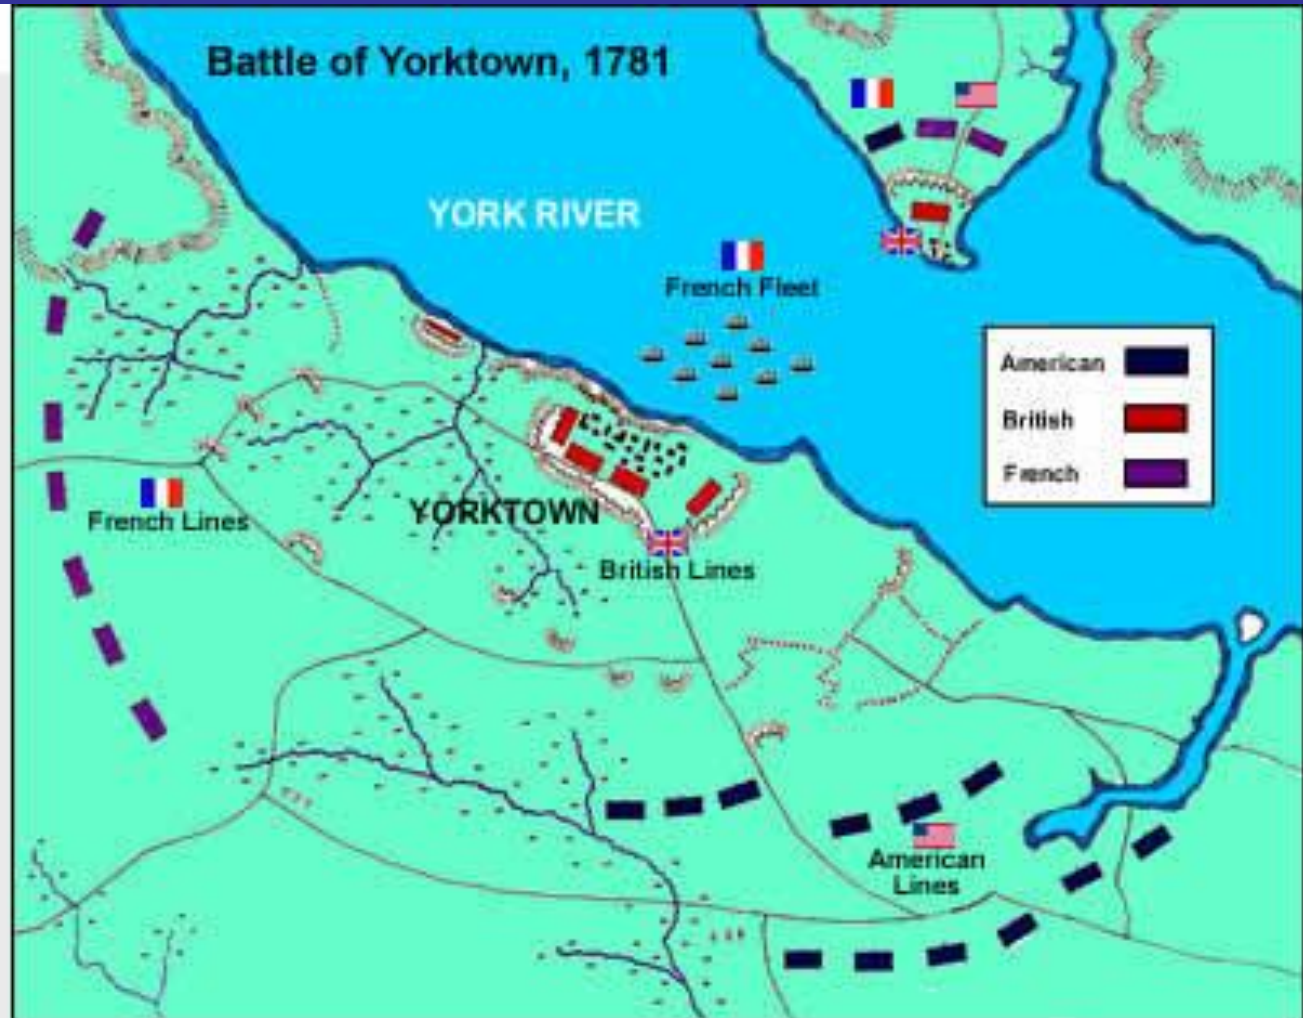 Battle of Yorktown, 1781
YORK RIVER
French Fleet
American
British
French
French Lines
YORKTOWN
British Lines
American
Lines